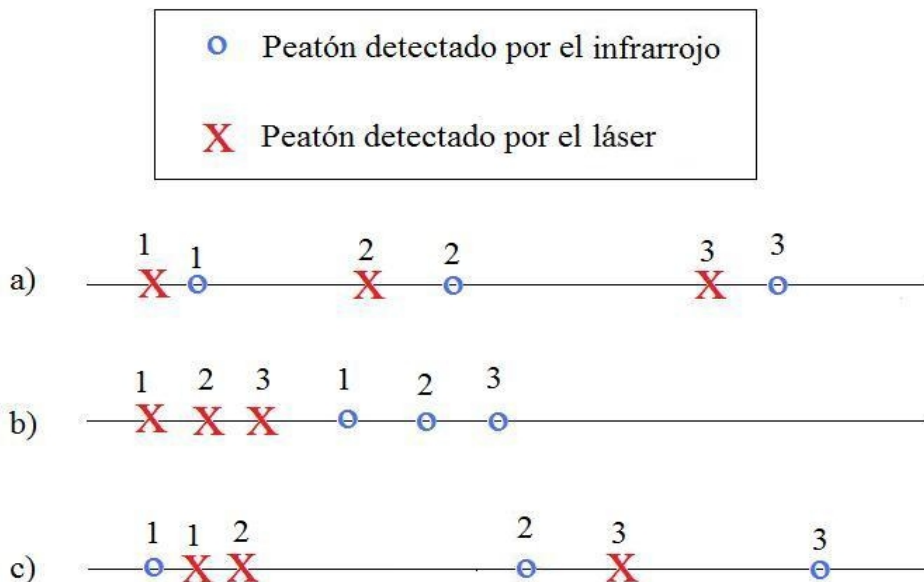 o Peatón detectado por el infrarrojo
X Peatón detectado por el láser
1 1 2 2 3 3
a) X o X o X o
1 2 3 1 2 3
b) X X X o o o
1 1 2 2 3 3
c) o X X o X o